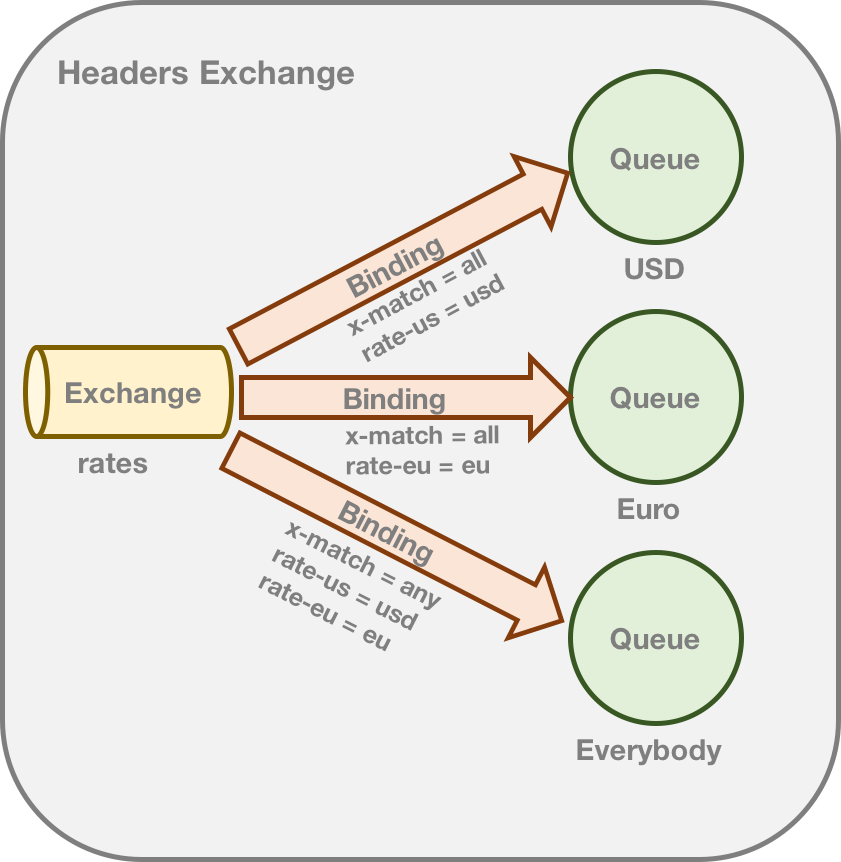 Headers Exchange
Queue
USD
Binding
x-match = all
rate-us = usd
Exchange
rates
Binding
x-match = all
rate-eu = eu
Queue
Euro
Binding
x-match = any
rate-us = usd
rate-eu = eu
Queue
Everybody